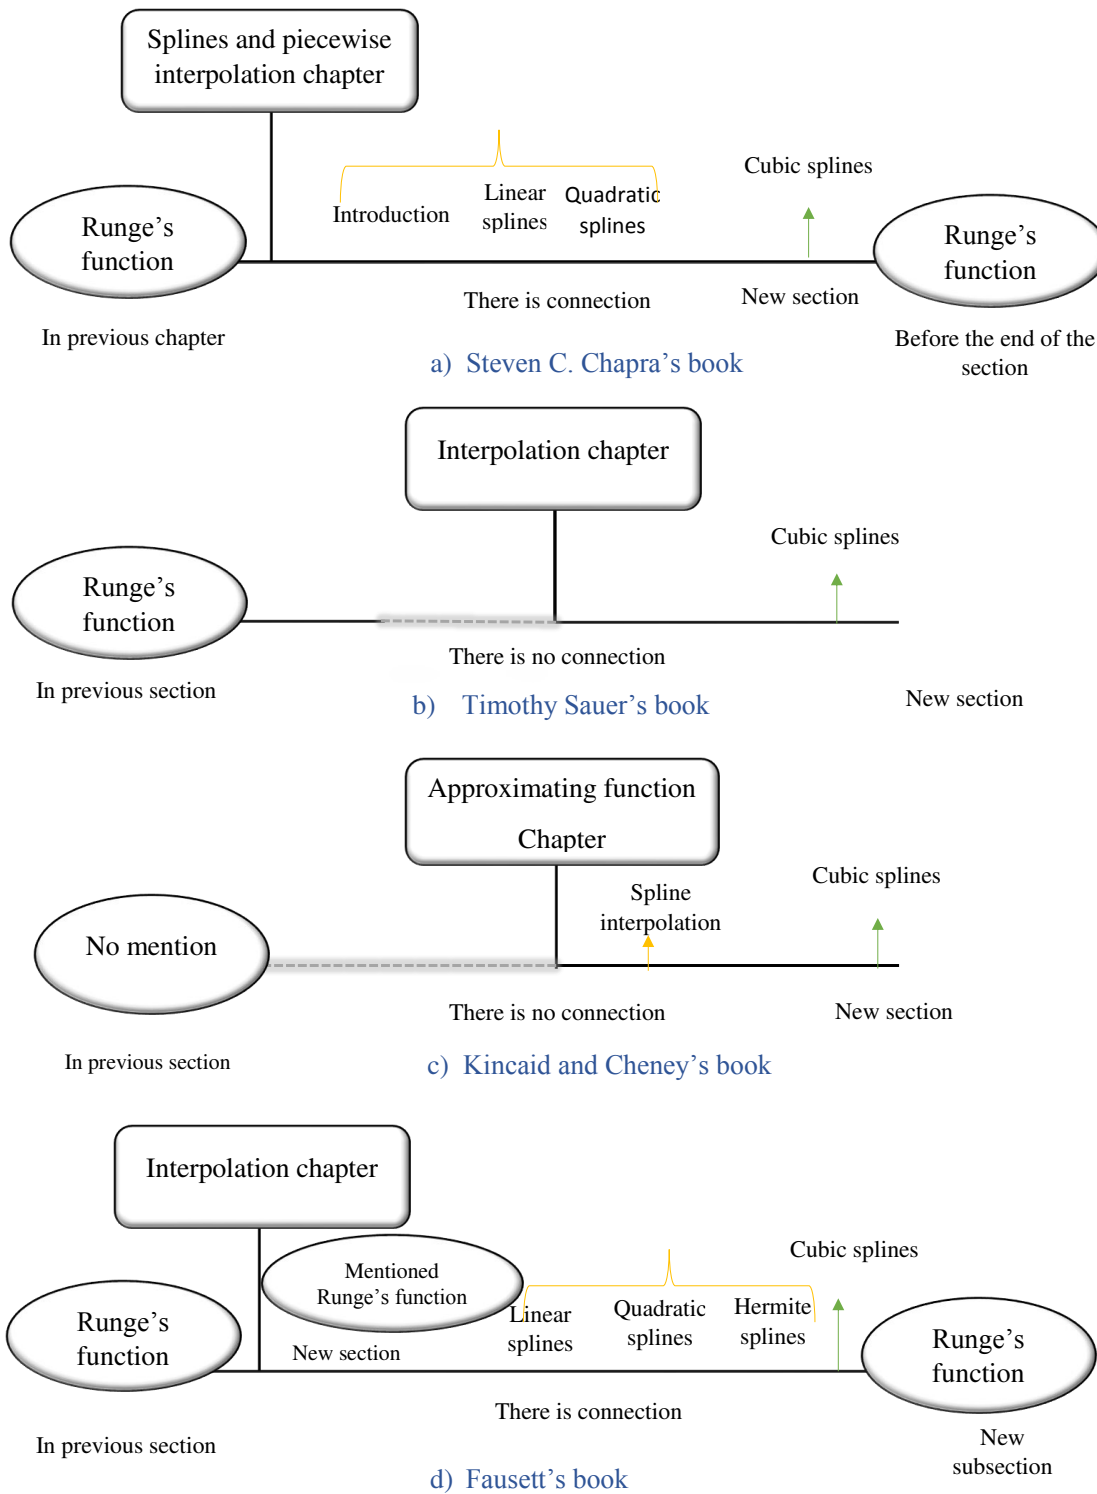 Splines and piecewise
interpolation chapter
Cubic splines
Linear
splines
Quadratic
splines
Introduction
Runge's
function
Runge's
function
There is connection
New section
In previous chapter
Before the end of the
section
a) Steven C. Chapra's book
Interpolation chapter
Cubic splines
Runge's
function
There is no connection
In previous section
New section
b) Timothy Sauer's book
Approximating function
Chapter
Cubic splines
Spline
interpolation
No mention
There is no connection
New section
In previous section
c) Kincaid and Cheney's book
Interpolation chapter
Cubic splines
Mentioned
Runge's function
Linear
splines
Quadratic
splines
Hermite
splines
Runge's
function
New section
Runge's
function
There is connection
In previous section
New
subsection
d) Fausett's book